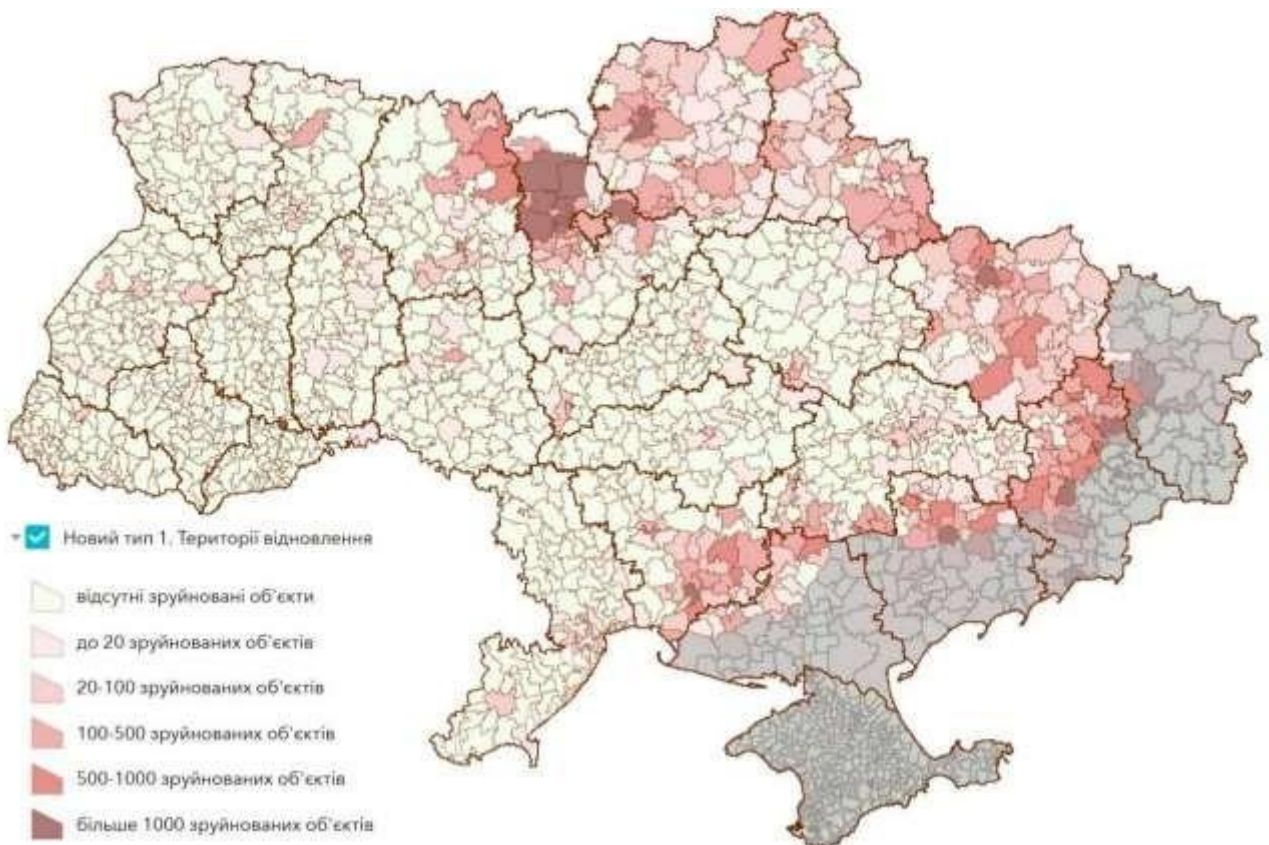 Новий тип 1. Території відновлення
відсутні зруйновані об'єкти
до 20 зруйнованих об'єктів
20-100 зруйнованих об'єктів
100-500 зруйнованих об'єктів
500-1000 зруйнованих об'єктів
більше 1000 зруйнованих об'єктів